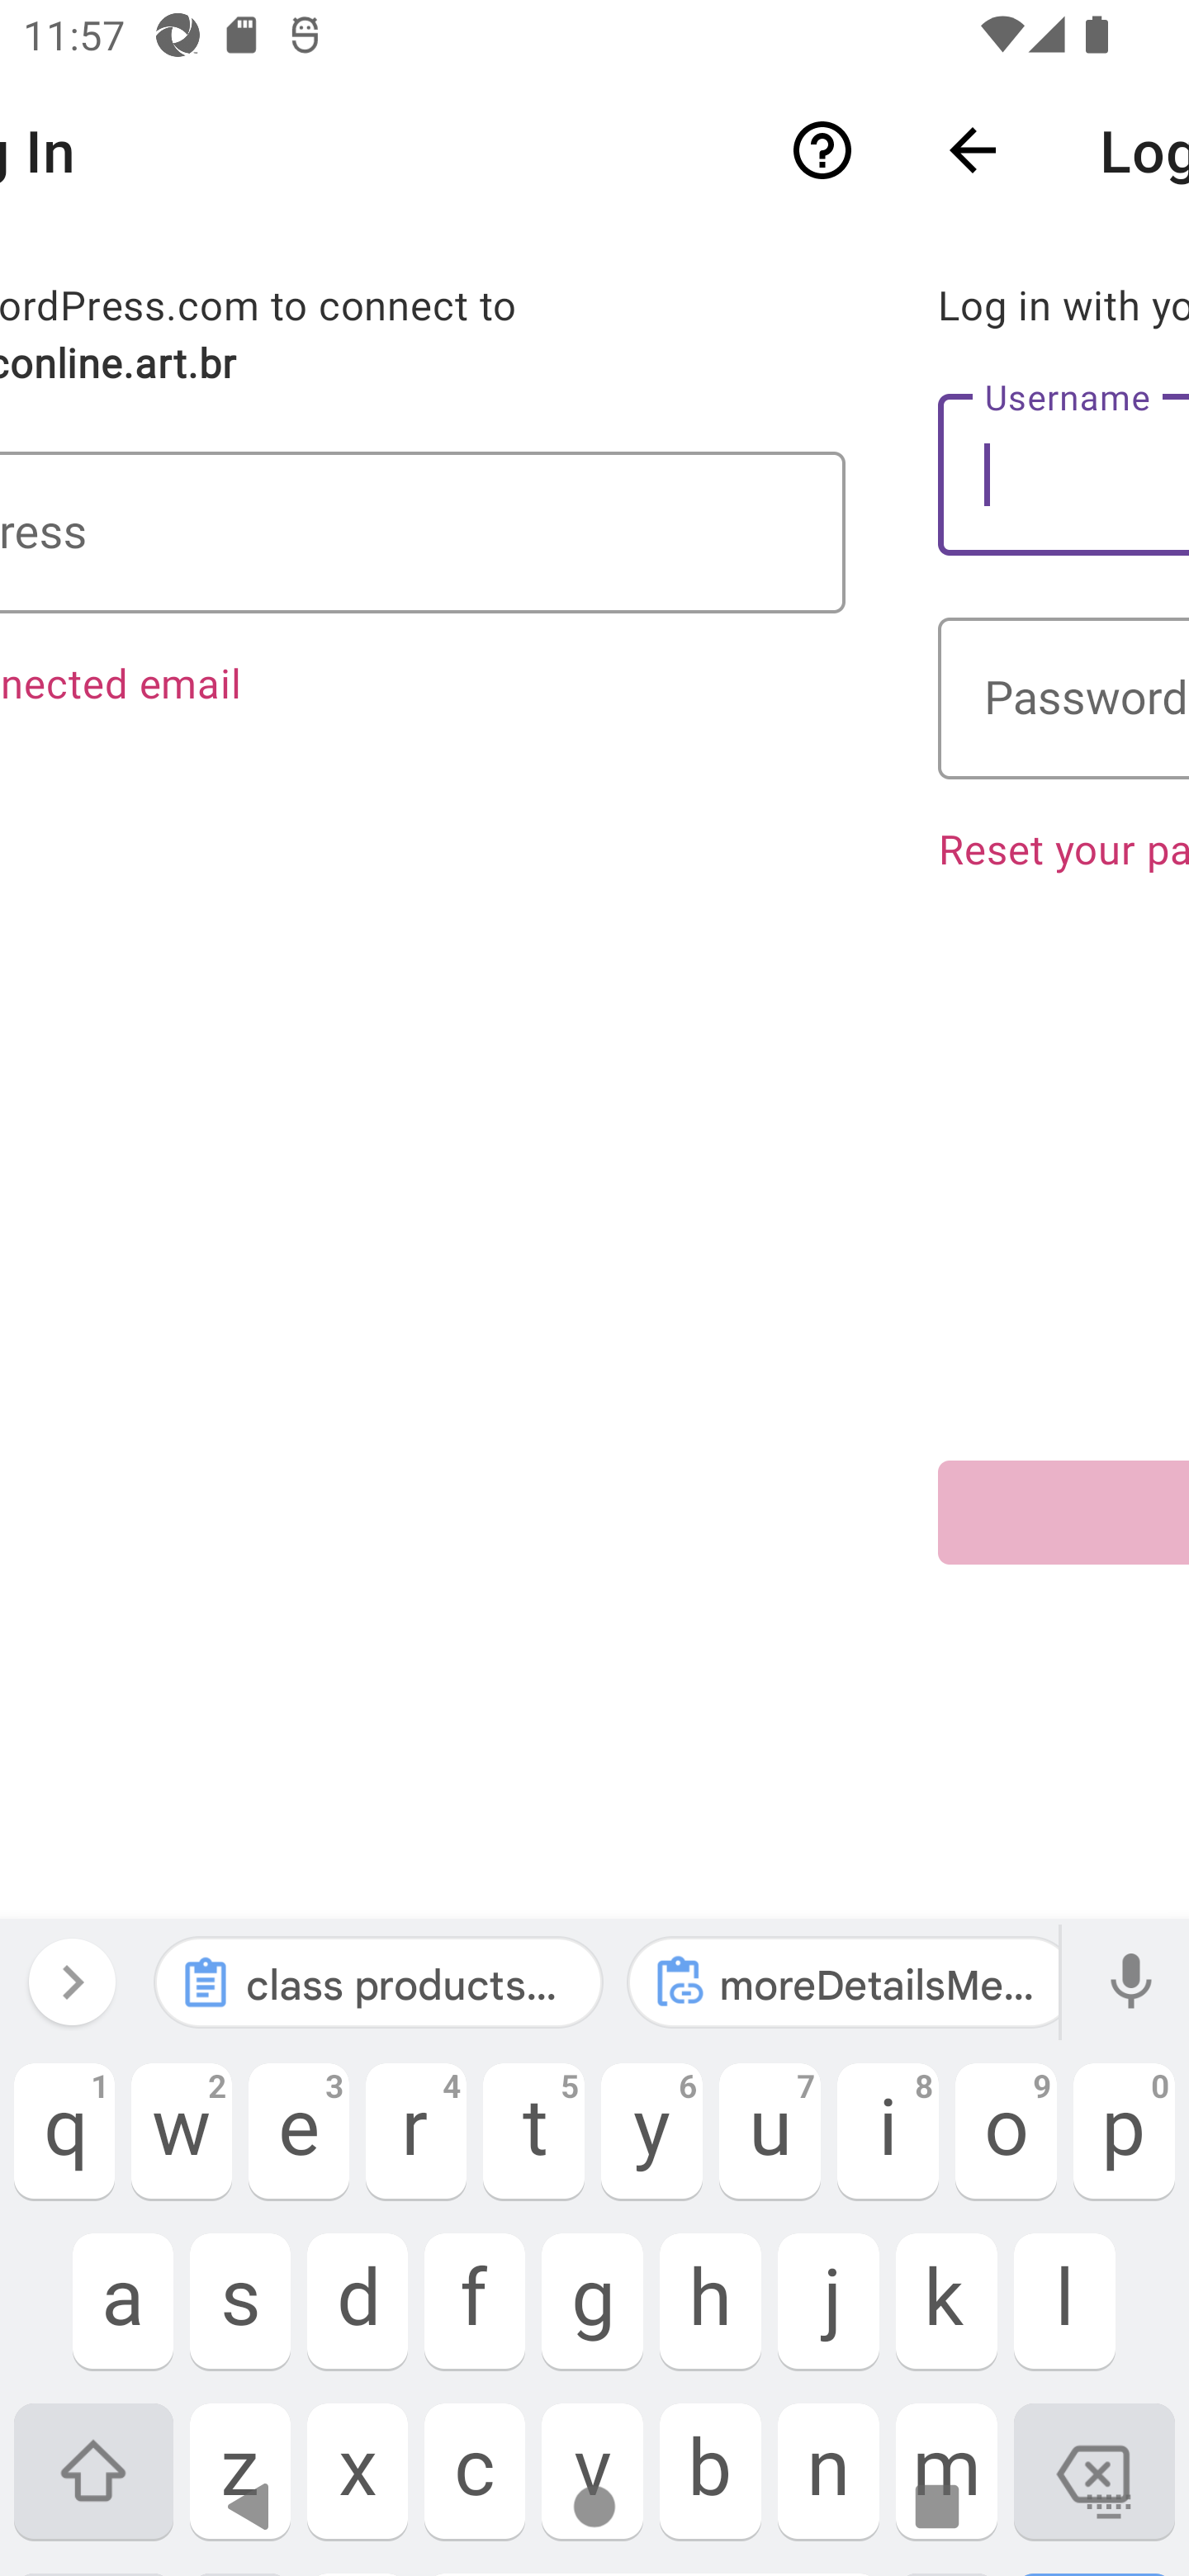 11:57
g In
Log
ordPress.com to connect to
conline.art.br
Log in with yo
Username
ress
Password
nected email
Reset your pa
class products...
moreDetailsMe...
1 2 3 4 5 6 7 8 9 0
q w e r t y u i o p
a s d f g h j k l
z x c v b n m